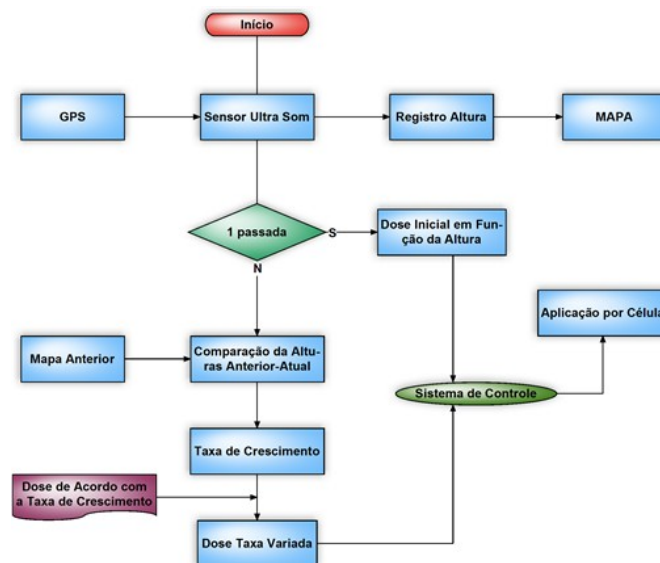 Início
GPS
Sensor Ultra Som
Registro Altura
MAPA
1 passada
S
Dose Inicial em Fun-
ção da Altura
N
Aplicação por Célula
Mapa Anterior
Comparação da Altu-
ras Anterior-Atual
Sistema de Controle
Taxa de Crescimento
Dose de Acordo com
a Taxa de Crescimento
Dose Taxa Variada